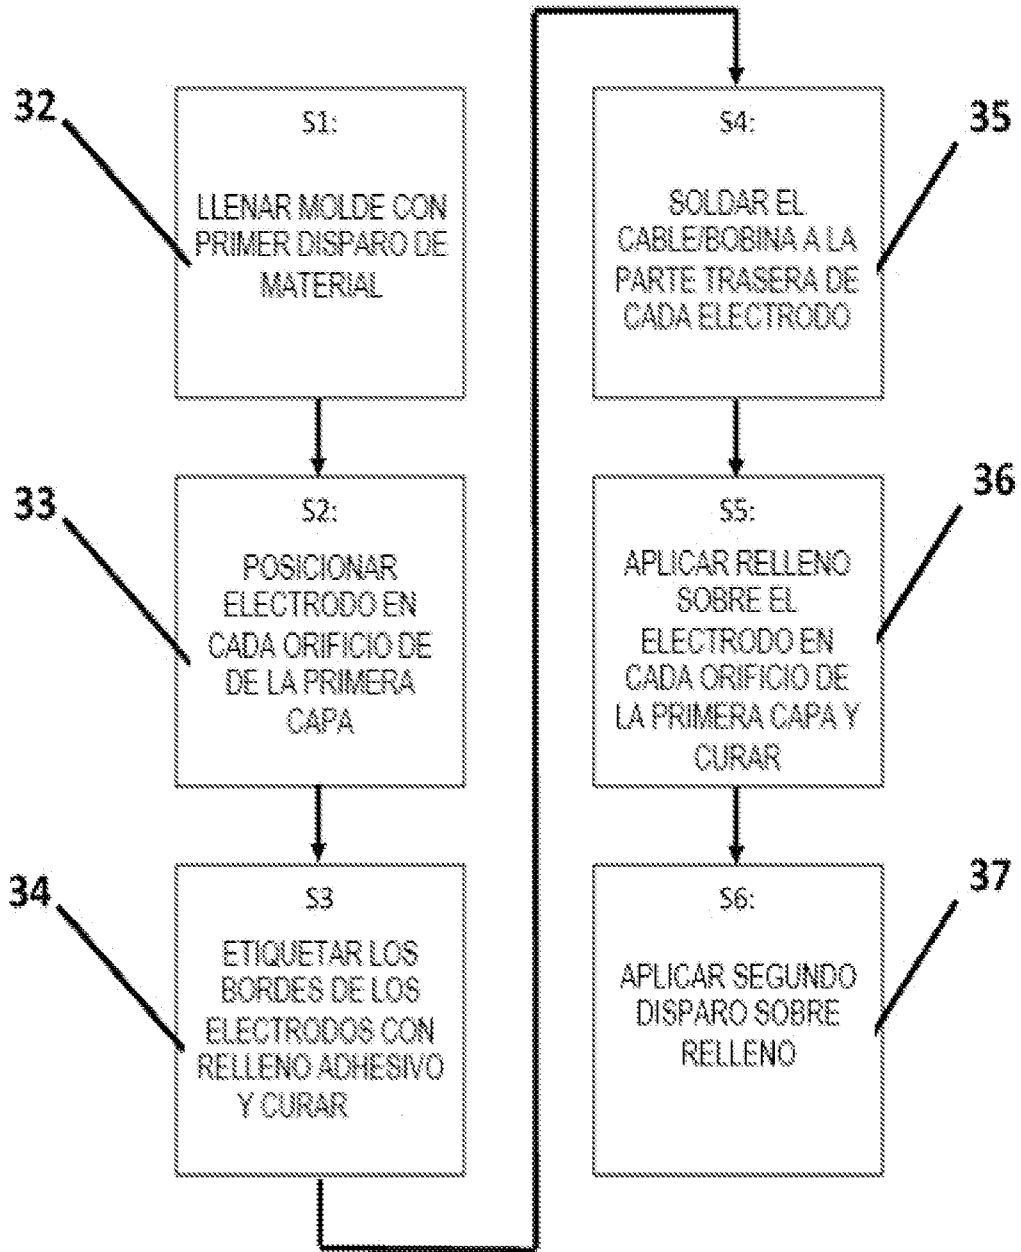 32
S1:
LLENAR MOLDE CON
PRIMER DISPARO DE
MATERIAL
33
S2:
POSICIONAR
ELECTRODO EN
CADA ORIFICIO DE
DE LA PRIMERA
CAPA
34
S3
ETIQUETAR LOS
BORDES DE LOS
ELECTRODOS CON
RELLENO ADHESIVO
Y CURAR
35
S4:
SOLDAR EL
CABLE/BOBINA A LA
PARTE TRASERA DE
CADA ELECTRODO
36
S5:
APLICAR RELLENO
SOBRE EL
ELECTRODO EN
CADA ORIFICIO DE
LA PRIMERA CAPA Y
CURAR
37
S6:
APLICAR SEGUNDO
DISPARO SOBRE
RELLENO